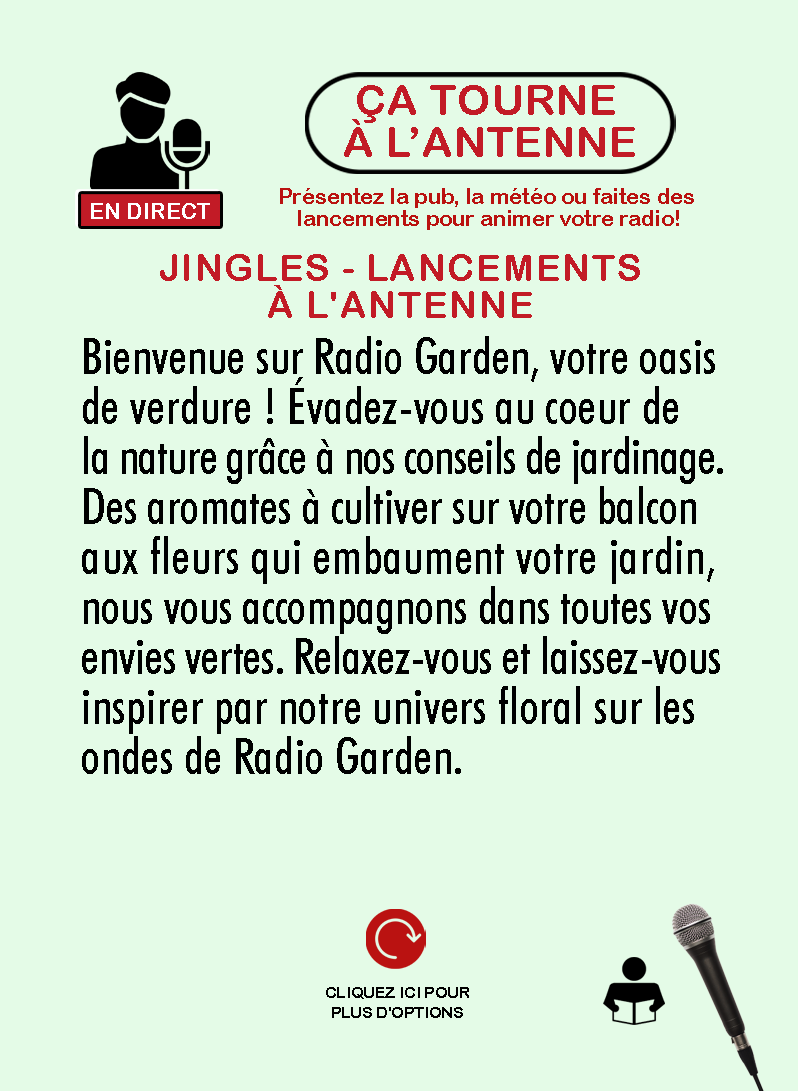 ÇA TOURNE
À L’ANTENNE
EN DIRECT
Présentez la pub, la météo ou faites des
lancements pour animer votre radio!
JINGLES - LANCEMENTS
À L'ANTENNE
Bienvenue sur Radio Garden, votre oasis
de verdure ! Évadez-vous au coeur de
la nature grâce à nos conseils de jardinage.
Des aromates à cultiver sur votre balcon
aux fleurs qui embaument votre jardin,
nous vous accompagnons dans toutes vos
envies vertes. Relaxez-vous et laissez-vous
inspirer par notre univers floral sur les
ondes de Radio Garden.
CLIQUEZ ICI POUR
PLUS D'OPTIONS